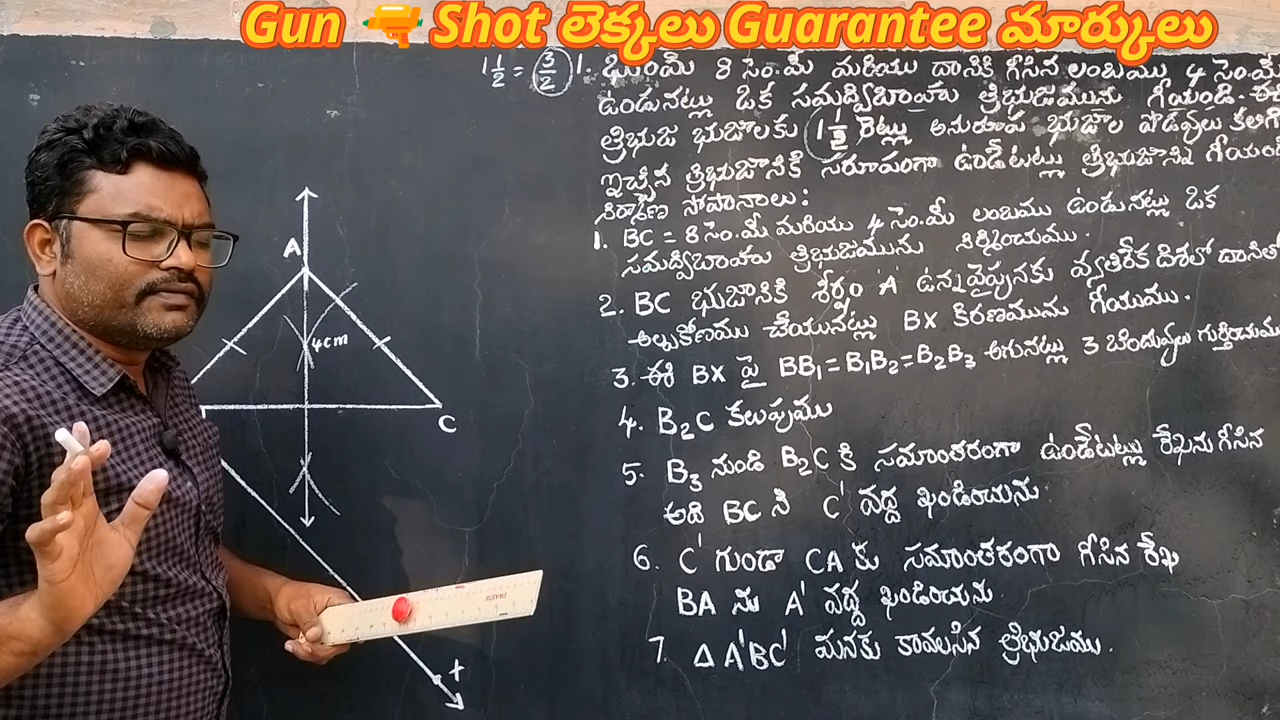 Gun Shot లెక్కలు Guarantee మార్కులు
1 1/2 = 3/2
1. భూమి 8 సెం.మీ మరియు దానికి గీసిన లంబము 4 సెం.మీ
ఉండునట్లు ఒక సమద్విబాహు త్రిభుజమును గీయండి. ఈ
త్రిభుజ భుజాలకు 1 1/2 రెట్లు అనురూప భుజాల పొడవులు కలిగి
ఇచ్చిన త్రిభుజానికి సరూపంగా ఉండేటట్లు త్రిభుజాన్ని గీయండి
నిర్మాణ సోపానాలు:
1. BC = 8 సెం.మీ మరియు 4 సెం.మీ లంబము ఉండునట్లు ఒక
సమద్విబాహు త్రిభుజమును నిర్మించుము.
2. BC భుజానికి శీర్షం 'A' ఉన్న వైపునకు వ్యతిరేక దిశలో దానితో
అల్పకోణము చేయునట్లు BX కిరణమును గీయుము.
3. ఈ BX పై BB₁ = B₁B₂ = B₂B₃ అగునట్లు 3 బిందువులు గుర్తించుము
4. B₂C కలుపుము
5. B₃ నుండి B₂C కి సమాంతరంగా ఉండేటట్లు రేఖను గీసిన
అది BC ని C' వద్ద ఖండించును
6. C' గుండా CA కు సమాంతరంగా గీసిన రేఖ
BA ను A' వద్ద ఖండించును.
7. Δ A'BC' మనకు కావలసిన త్రిభుజము.
A
4cm
C
X